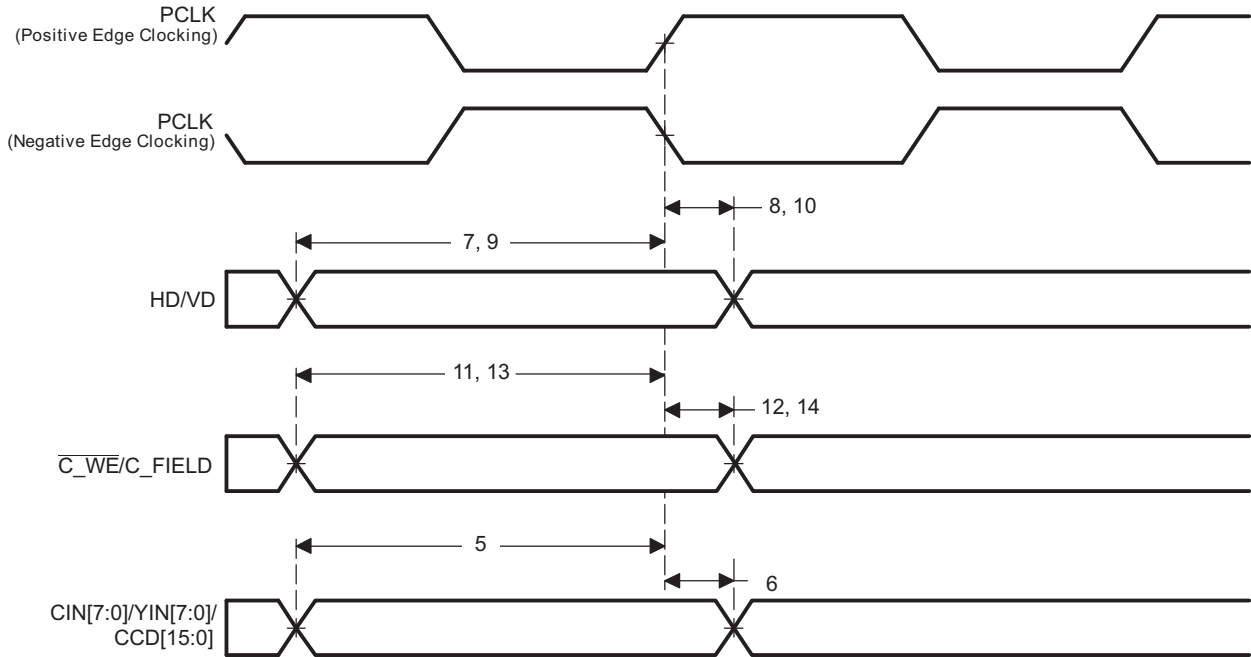 PCLK
(Positive Edge Clocking)
PCLK
(Negative Edge Clocking)
8, 10
7, 9
HD/VD
11, 13
12, 14
C_WE/C_FIELD
5
6
CIN[7:0]/YIN[7:0]/
CCD[15:0]